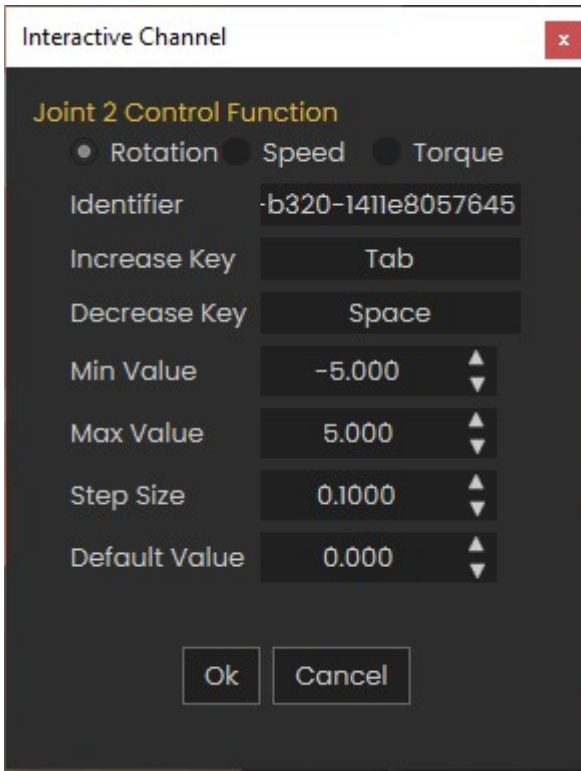 Interactive Channel x
Joint 2 Control Function
Rotation Speed Torque
Identifier -b320-1411e8057645
Increase Key Tab
Decrease Key Space
Min Value -5.000
Max Value 5.000
Step Size 0.1000
Default Value 0.000
Ok Cancel